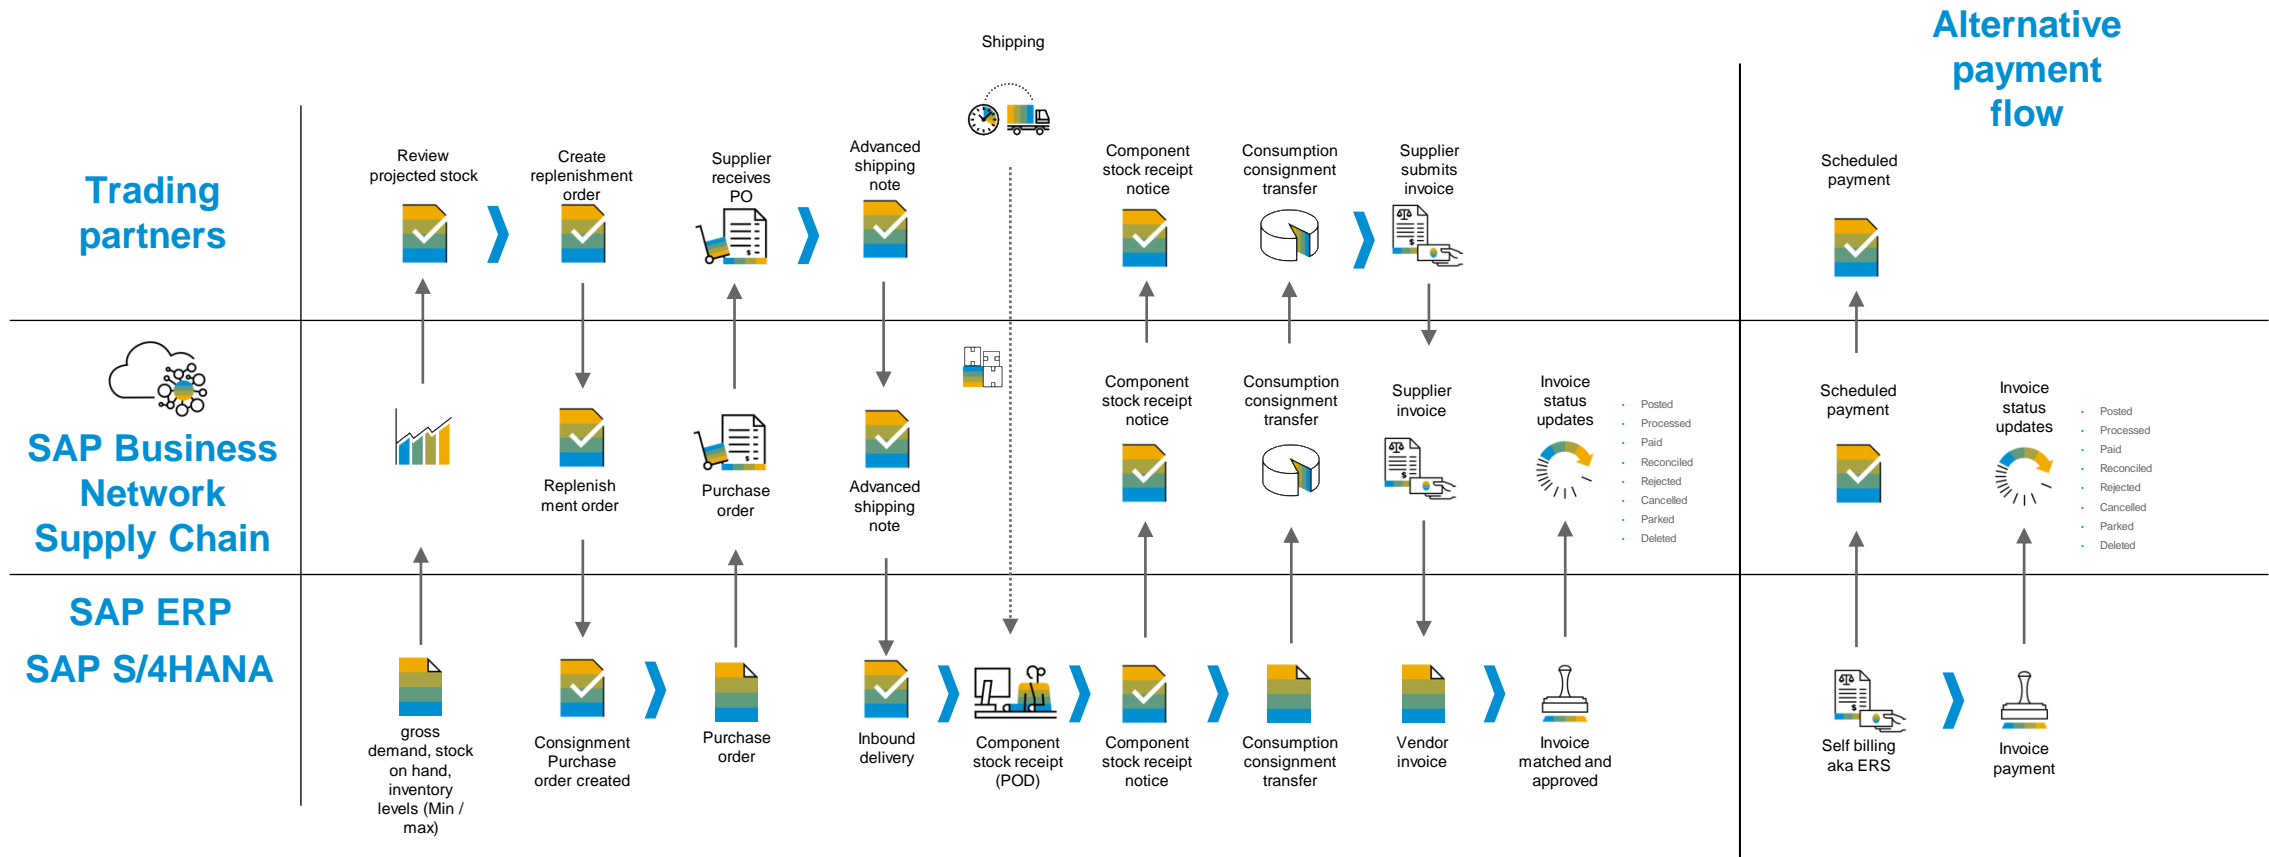 Alternative
payment
flow
Shipping
Trading
partners
Review
projected stock
Create
replenishment
order
Supplier
receives
PO
Advanced
shipping
note
Component
stock receipt
notice
Consumption
consignment
transfer
Supplier
submits
invoice
Scheduled
payment
SAP Business
Network
Supply Chain
Replenish
ment order
Purchase
order
Advanced
shipping
note
Component
stock receipt
notice
Consumption
consignment
transfer
Supplier
invoice
Invoice
status
updates
• Posted
• Processed
• Paid
• Reconciled
• Rejected
• Cancelled
• Parked
• Deleted
Scheduled
payment
Invoice
status
updates
• Posted
• Processed
• Paid
• Reconciled
• Rejected
• Cancelled
• Parked
• Deleted
SAP ERP
SAP S/4HANA
gross
demand, stock
on hand,
inventory
levels (Min /
max)
Consignment
Purchase
order created
Purchase
order
Inbound
delivery
Component
stock receipt
(POD)
Component
stock receipt
notice
Consumption
consignment
transfer
Vendor
invoice
Invoice
matched and
approved
Self billing
aka ERS
Invoice
payment